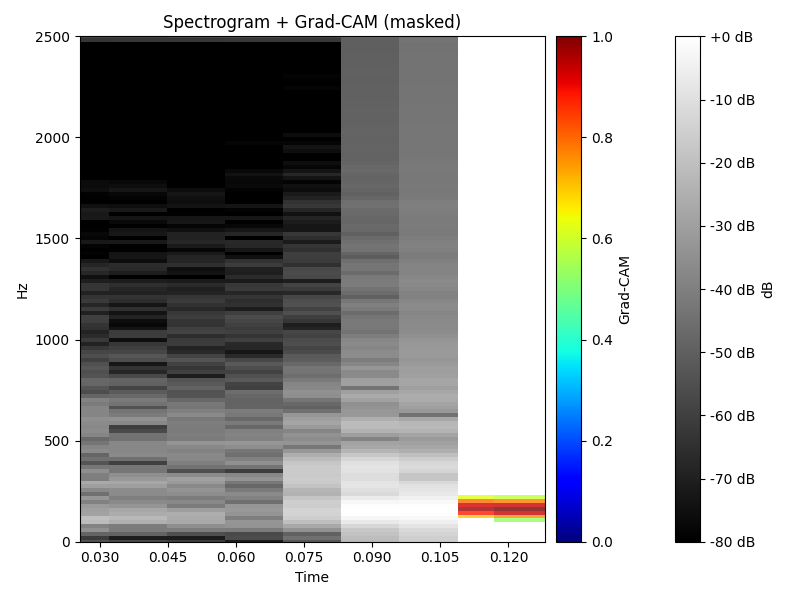 Spectrogram + Grad-CAM (masked)
2500
2000
1500
1000
500
0
Hz
0.030 0.045 0.060 0.075 0.090 0.105 0.120
Time
1.0
0.8
0.6
0.4
0.2
0.0
Grad-CAM
+0 dB
-10 dB
-20 dB
-30 dB
-40 dB
-50 dB
-60 dB
-70 dB
-80 dB
dB